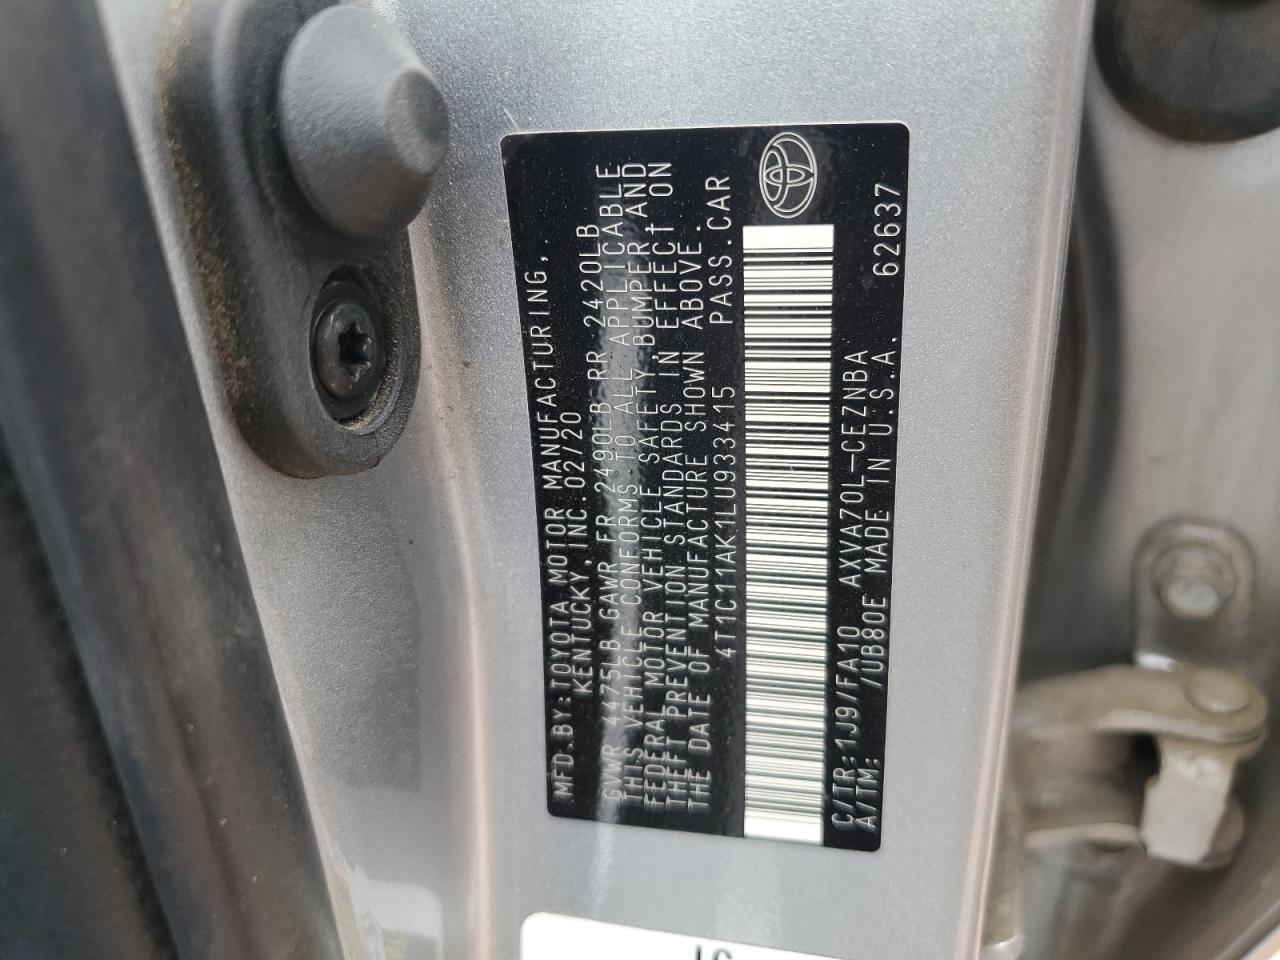 MFD.BY:TOYOTA MOTOR MANUFACTURING,
KENTUCKY,INC.02/20
GVWR 4475LB GAWR FR 2490LB RR 2420LB
THIS VEHICLE CONFORMS TO ALL APPLICABLE
FEDERAL MOTOR VEHICLE SAFETY,BUMPER,AND
THEFT PREVENTION STANDARDS IN EFFECT ON
THE DATE OF MANUFACTURE SHOWN ABOVE.
4T1C11AK1LU933415 PASS.CAR
C/TR:1J9/FA10 AXVA70L-CEZNBA 62637
A/TM: /UB80E MADE IN U.S.A.